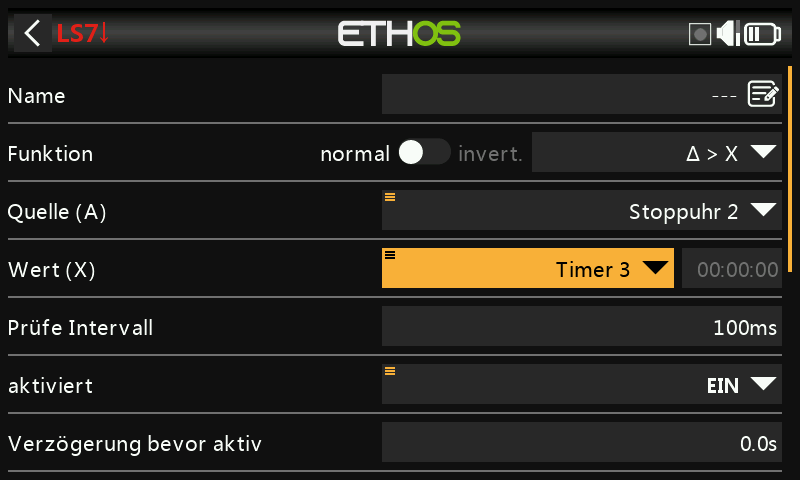 LS7↓ ETHOS
Name ---
Funktion normal invert. Δ > X
Quelle (A) Stoppuhr 2
Wert (X) Timer 3 00:00:00
Prüfe Intervall 100ms
aktiviert EIN
Verzögerung bevor aktiv 0.0s